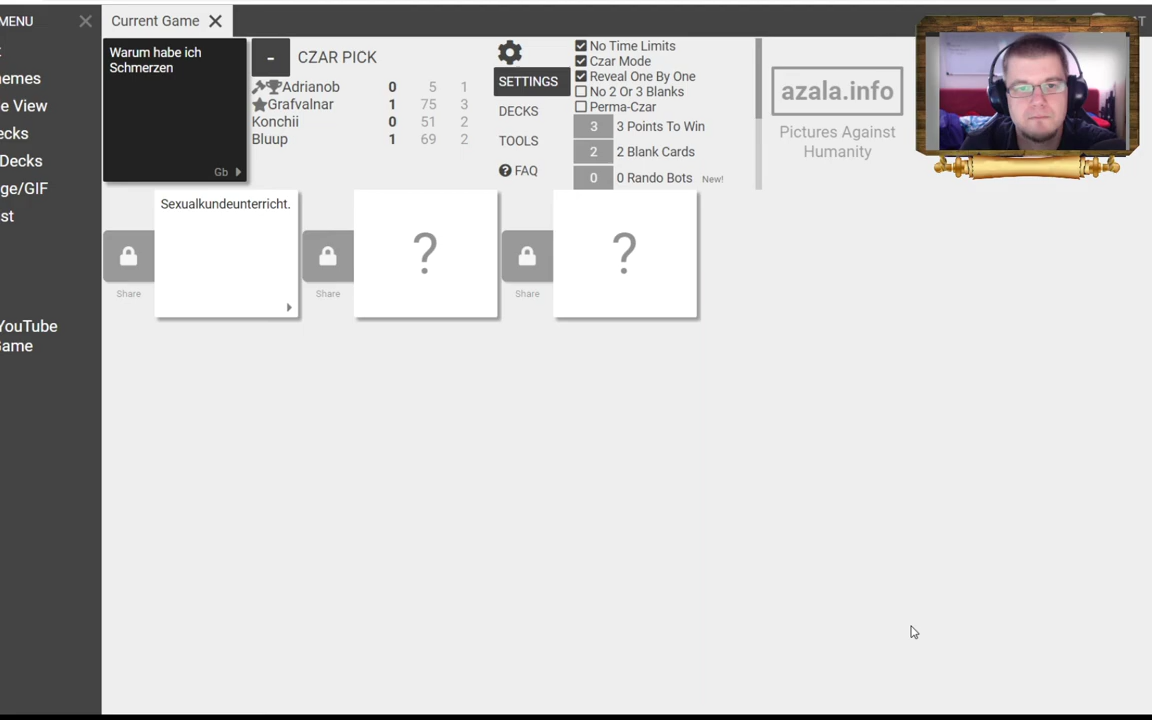 MENU
Current Game
emes
e View
ecks
Decks
ge/GIF
st
YouTube
Game
Warum habe ich
Schmerzen
Gb
-
CZAR PICK
Adrianob 0 5 1
Grafvalnar 1 75 3
Konchii 0 51 2
Bluup 1 69 2
SETTINGS
DECKS
TOOLS
? FAQ
No Time Limits
Czar Mode
Reveal One By One
No 2 Or 3 Blanks
Perma-Czar
3 3 Points To Win
2 2 Blank Cards
0 0 Rando Bots New!
azala.info
Pictures Against
Humanity
Share
Sexualkundeunterricht.
Share
?
Share
?